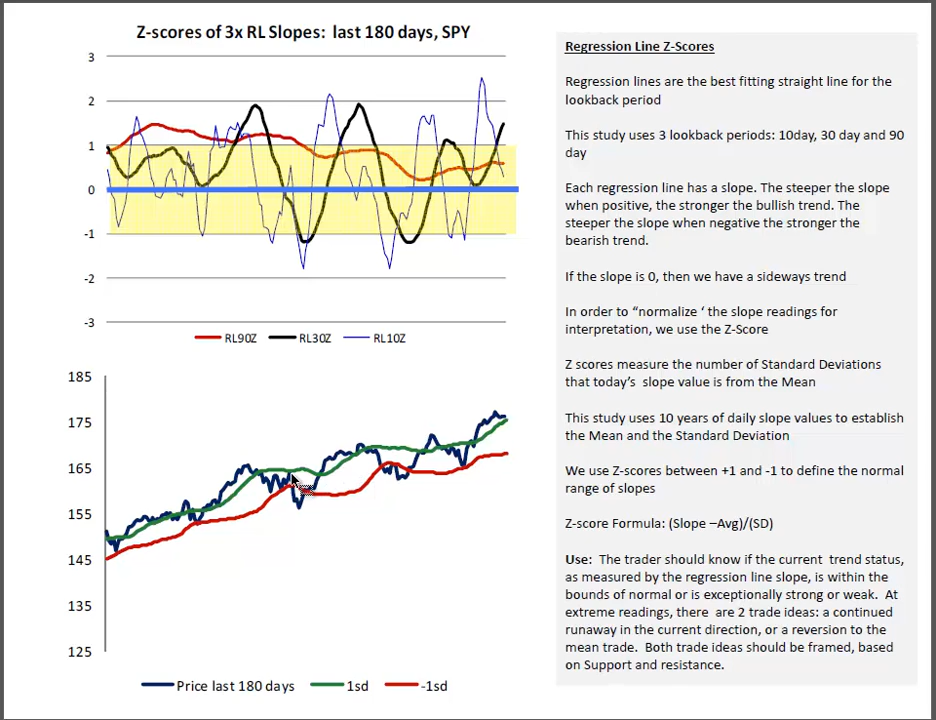 Z-scores of 3x RL Slopes: last 180 days, SPY
3
2
1
0
-1
-2
-3
RL90Z RL30Z RL10Z
185
175
165
155
145
135
125
Price last 180 days 1sd -1sd
Regression Line Z-Scores
Regression lines are the best fitting straight line for the
lookback period
This study uses 3 lookback periods: 10day, 30 day and 90
day
Each regression line has a slope. The steeper the slope
when positive, the stronger the bullish trend. The
steeper the slope when negative the stronger the
bearish trend.
If the slope is 0, then we have a sideways trend
In order to “normalize ‘ the slope readings for
interpretation, we use the Z-Score
Z scores measure the number of Standard Deviations
that today’s slope value is from the Mean
This study uses 10 years of daily slope values to establish
the Mean and the Standard Deviation
We use Z-scores between +1 and -1 to define the normal
range of slopes
Z-score Formula: (Slope –Avg)/(SD)
Use: The trader should know if the current trend status,
as measured by the regression line slope, is within the
bounds of normal or is exceptionally strong or weak. At
extreme readings, there are 2 trade ideas: a continued
runaway in the current direction, or a reversion to the
mean trade. Both trade ideas should be framed, based
on Support and resistance.